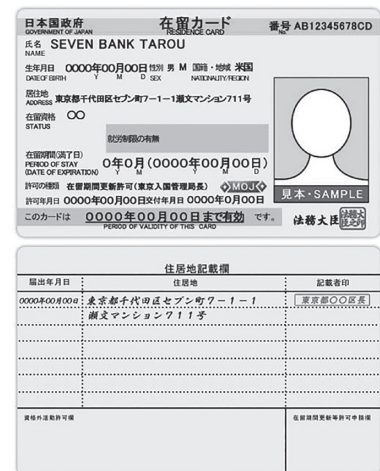 日本国政府 在留カード 番号 AB12345678CD
GOVERNMENT OF JAPAN RESIDENCE CARD No.
氏名 SEVEN BANK TAROU
NAME
生年月日 0000年00月00日 性別 男 M 国籍・地域 米国
DATE OF BIRTH Y M D SEX NATIONALITY/REGION
居住地
ADDRESS 東京都千代田区セブン町7-1-1瀬文マンション711号
在留資格 〇〇
STATUS
就労制限の有無
在留期間(満了日)
PERIOD OF STAY 0年0月(0000年00月00日)
(DATE OF EXPIRATION) Y M Y M D
許可の種類 在留期間更新許可(東京入国管理局長) MOJ
許可年月日 0000年00月00日 交付年月日 0000年0月00日
見本・SAMPLE
このカードは 0000年00月00日まで有効 です。 法務大臣
PERIOD OF VALIDITY OF THIS CARD
住居地記載欄
届出年月日 住居地 記載者印
0000年00月00日 東京都千代田区セブン町7-1-1 東京都〇〇区長
瀬文マンション711号
資格外活動許可欄 在留期間更新等許可申請欄